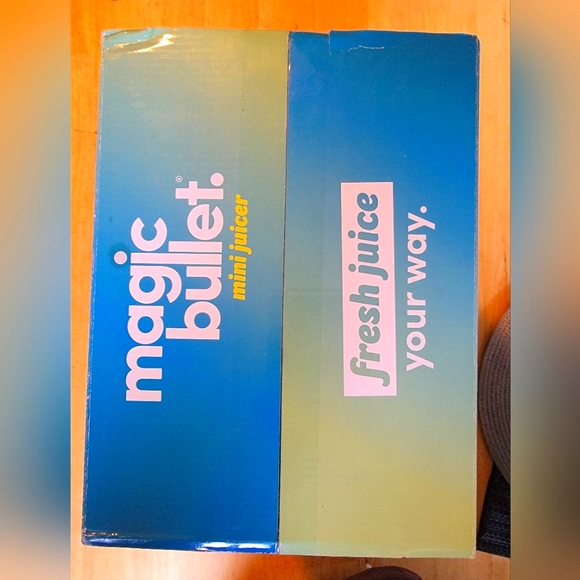 magic
bullet.®
mini juicer
fresh juice
your way.